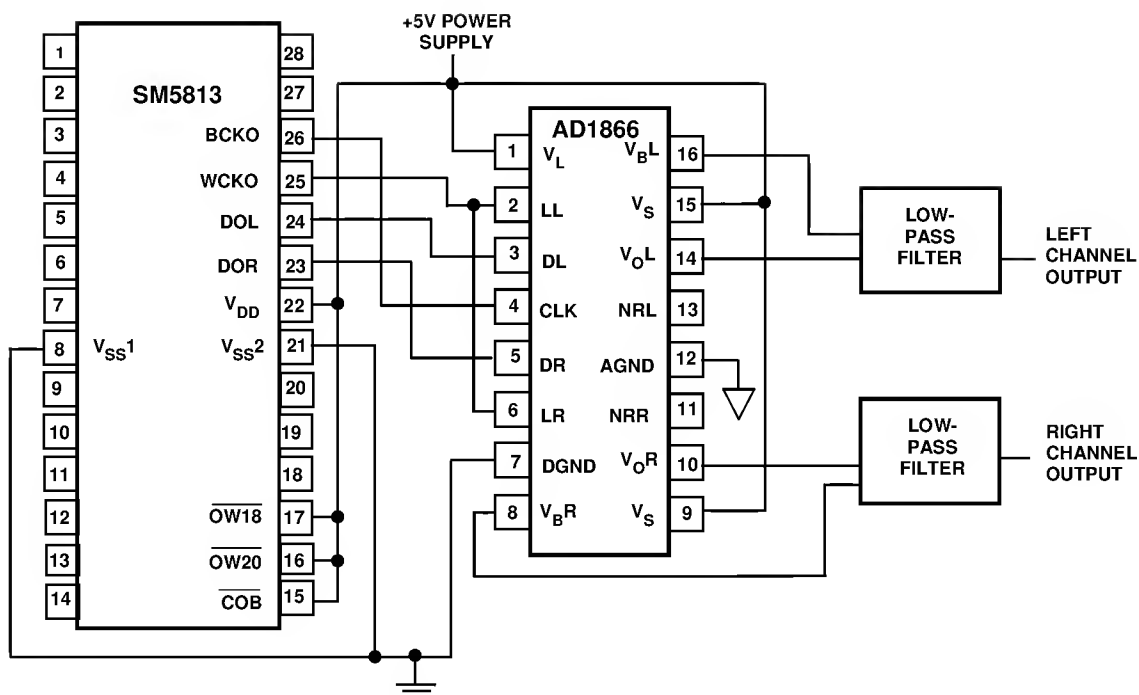 +5V POWER
SUPPLY
SM5813
1
2
3
4
5
6
7
8 VSS1
9
10
11
12
13
14
28
27
BCKO 26
WCKO 25
DOL 24
DOR 23
VDD 22
VSS2 21
20
19
18
OW18 17
OW20 16
COB 15
AD1866
1 VL
2 LL
3 DL
4 CLK
5 DR
6 LR
7 DGND
8 VBR
VBL 16
VS 15
VOL 14
NRL 13
AGND 12
NRR 11
VOR 10
VS 9
LOW-
PASS
FILTER
LEFT
CHANNEL
OUTPUT
LOW-
PASS
FILTER
RIGHT
CHANNEL
OUTPUT